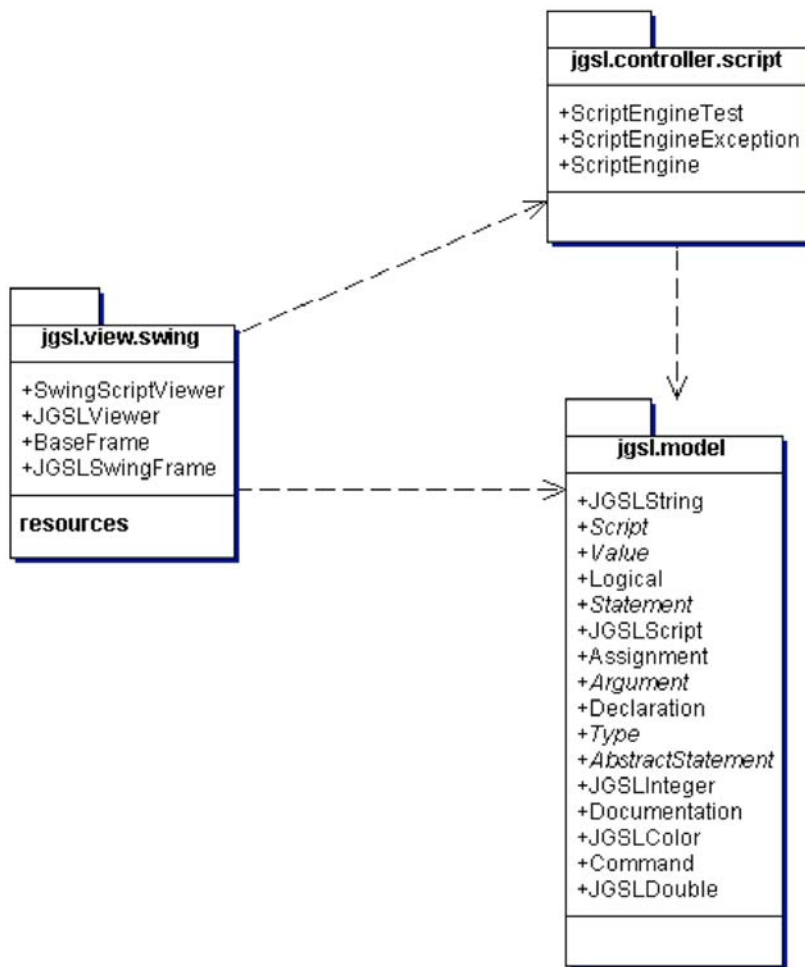 jgsl.controller.script
+ScriptEngineTest
+ScriptEngineException
+ScriptEngine
jgsl.view.swing
+SwingScriptViewer
+JGSLViewer
+BaseFrame
+JGSLSwingFrame
resources
jgsl.model
+JGSLString
+Script
+Value
+Logical
+Statement
+JGSLScript
+Assignment
+Argument
+Declaration
+Type
+AbstractStatement
+JGSLInteger
+Documentation
+JGSLColor
+Command
+JGSLDouble